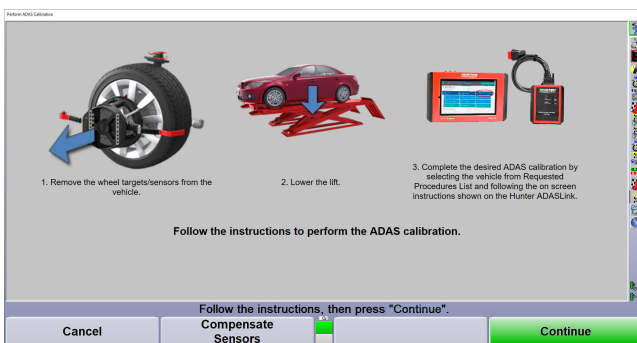 Perform ADAS Calibration
1. Remove the wheel targets/sensors from the
vehicle.
2. Lower the lift.
3. Complete the desired ADAS calibration by
selecting the vehicle from Requested
Procedures List and following the on screen
instructions shown on the Hunter ADASLink.
Follow the instructions to perform the ADAS calibration.
Follow the instructions, then press "Continue".
Cancel
Compensate
Sensors
Continue